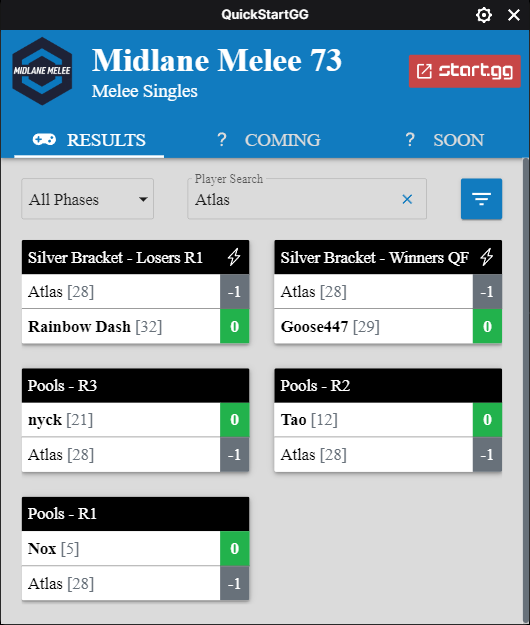 QuickStartGG
MIDLANE MELEE
Midlane Melee 73
Melee Singles
start.gg
RESULTS
? COMING
? SOON
All Phases
Player Search
Atlas
Silver Bracket - Losers R1
Atlas [28] -1
Rainbow Dash [32] 0
Silver Bracket - Winners QF
Atlas [28] -1
Goose447 [29] 0
Pools - R3
nyck [21] 0
Atlas [28] -1
Pools - R2
Tao [12] 0
Atlas [28] -1
Pools - R1
Nox [5] 0
Atlas [28] -1